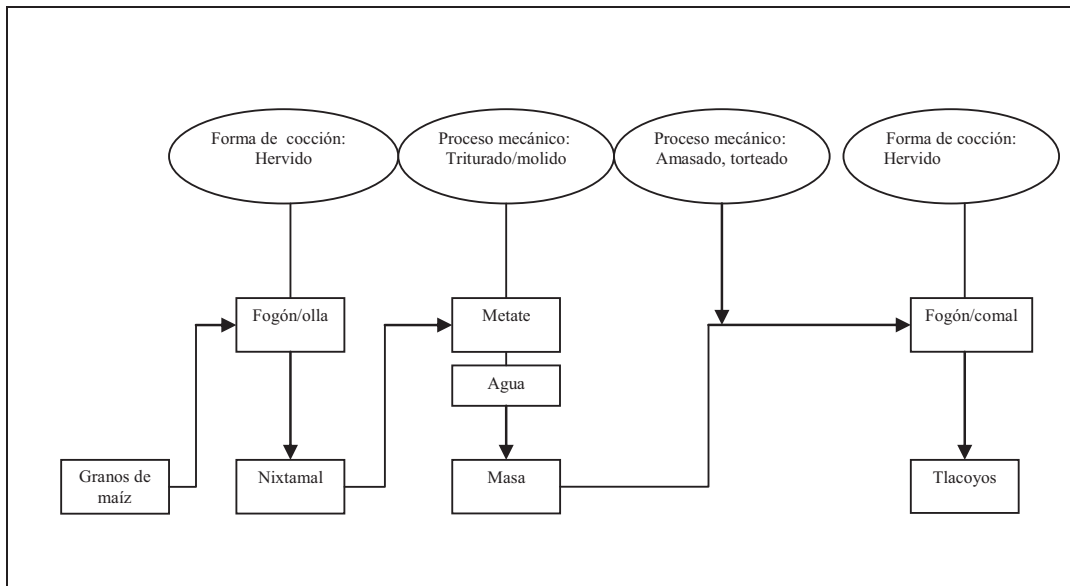 Forma de cocción:
Hervido
Proceso mecánico:
Triturado/molido
Proceso mecánico:
Amasado, torteado
Forma de cocción:
Hervido
Fogón/olla
Metate
Fogón/comal
Agua
Granos de
maíz
Nixtamal
Masa
Tlacoyos